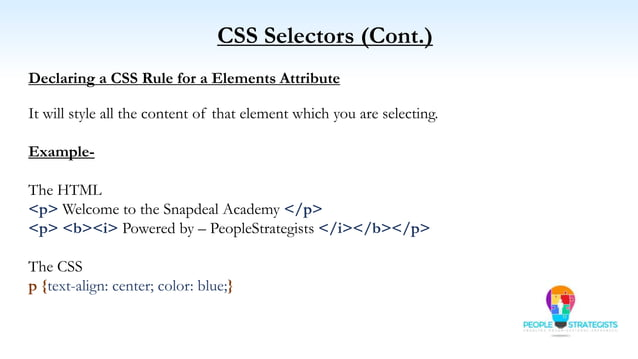 CSS Selectors (Cont.)
Declaring a CSS Rule for a Elements Attribute
It will style all the content of that element which you are selecting.
Example-
The HTML
<p> Welcome to the Snapdeal Academy </p>
<p> <b><i> Powered by – PeopleStrategists </i></b></p>
The CSS
p {text-align: center; color: blue;}
PEOPLE STRATEGISTS